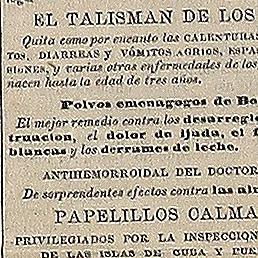 EL TALISMAN DE LOS
Quita como por encanto las CALENTURAS
TOS, DIARREAS y VÓMITOS AGRIOS, ESPA
SIONES, y varias otras enfermedades de los
nacen hasta la edad de tres años.
Polvos emenagogos de Bo
El mejor remedio contra los desarregle
truacion, el dolor de ijada, el f
blancas y los derrames de leche.
ANTIHEMORROIDAL DEL DOCTOR
De sorprendentes efectos contra las alm
PAPELILLOS CALMA
PRIVILEGIADOS POR LA INSPECCION
DE LAS ISLAS DE CUBA Y PUE